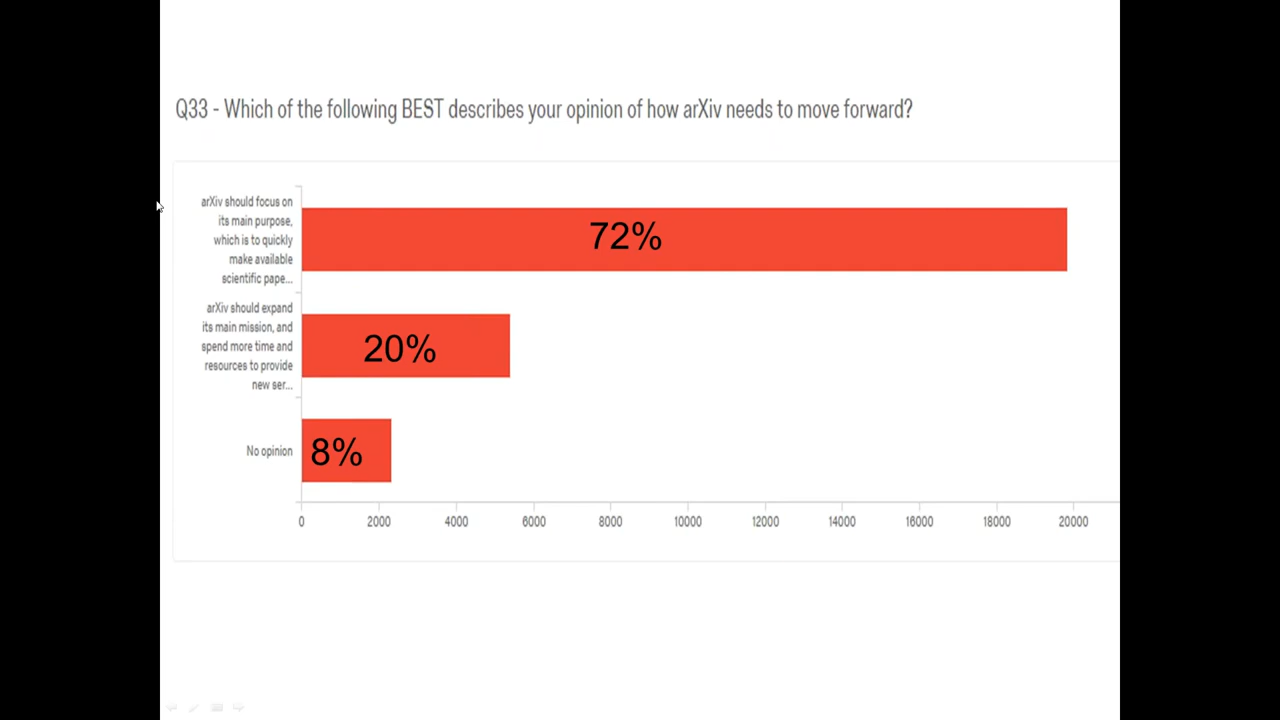 Q33 - Which of the following BEST describes your opinion of how arXiv needs to move forward?
arXiv should focus on
its main purpose,
which is to quickly
make available
scientific pape...
72%
arXiv should expand
its main mission, and
spend more time and
resources to provide
new ser...
20%
No opinion
8%
0 2000 4000 6000 8000 10000 12000 14000 16000 18000 20000